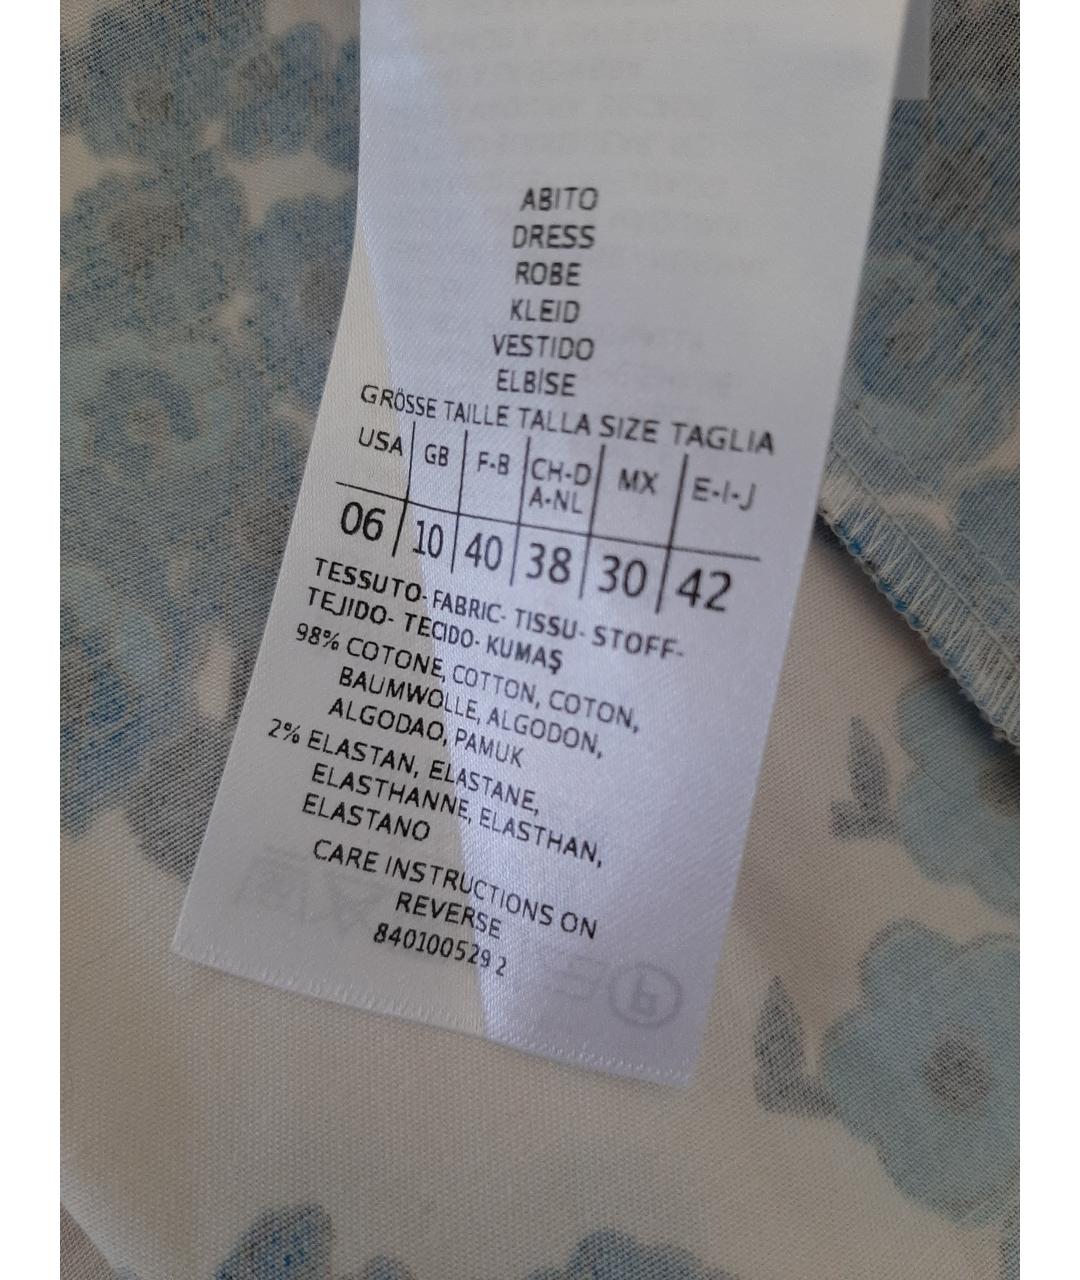 ABITO
DRESS
ROBE
KLEID
VESTIDO
ELBİSE
GRÖSSE TAILLE TALLA SIZE TAGLIA
USA GB F-B CH-D A-NL MX E-I-J
06 10 40 38 30 42
TESSUTO- FABRIC- TISSU- STOFF-
TEJIDO- TECIDO- KUMAŞ
98% COTONE, COTTON, COTON,
BAUMWOLLE, ALGODON,
ALGODAO, PAMUK
2% ELASTAN, ELASTANE,
ELASTHANNE, ELASTHAN,
ELASTANO
CARE INSTRUCTIONS ON
REVERSE
840100529 2